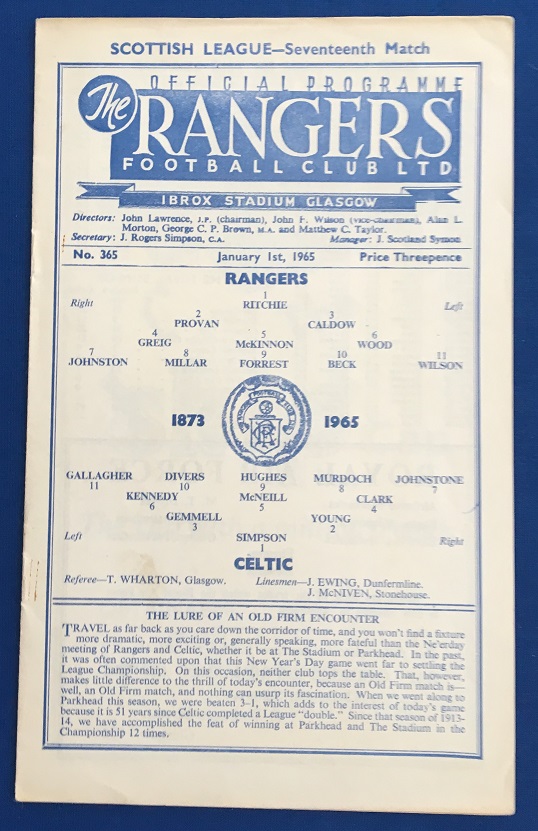 SCOTTISH LEAGUE—Seventeenth Match
OFFICIAL PROGRAMME
The RANGERS
FOOTBALL CLUB LTD
IBROX STADIUM GLASGOW
Directors: John Lawrence, J.P. (chairman), John F. Wilson (vice-chairman), Alan L.
Morton, George C. P. Brown, M.A. and Matthew C. Taylor.
Secretary: J. Rogers Simpson, C.A. Manager: J. Scotland Symon
No. 365 January 1st, 1965 Price Threepence
RANGERS
Right 1 Left
RITCHIE
2 3
PROVAN CALDOW
4 5 6
GREIG McKINNON WOOD
7 8 9 10 11
JOHNSTON MILLAR FORREST BECK WILSON
1873 1965
GALLAGHER DIVERS HUGHES MURDOCH JOHNSTONE
11 10 9 8 7
KENNEDY McNEILL CLARK
6 5 4
GEMMELL YOUNG
3 2
Left SIMPSON Right
1
CELTIC
Referee—T. WHARTON, Glasgow. Linesmen—J. EWING, Dunfermline.
J. McNIVEN, Stonehouse.
THE LURE OF AN OLD FIRM ENCOUNTER
TRAVEL as far back as you care down the corridor of time, and you won't find a fixture
more dramatic, more exciting or, generally speaking, more fateful than the Ne'erday
meeting of Rangers and Celtic, whether it be at The Stadium or Parkhead. In the past,
it was often commented upon that this New Year's Day game went far to settling the
League Championship. On this occasion, neither club tops the table. That, however,
makes little difference to the thrill of today's encounter, because an Old Firm match is—
well, an Old Firm match, and nothing can usurp its fascination. When we went along to
Parkhead this season, we were beaten 3-1, which adds to the interest of today's game
because it is 51 years since Celtic completed a League "double." Since that season of 1913-
14, we have accomplished the feat of winning at Parkhead and The Stadium in the
Championship 12 times.